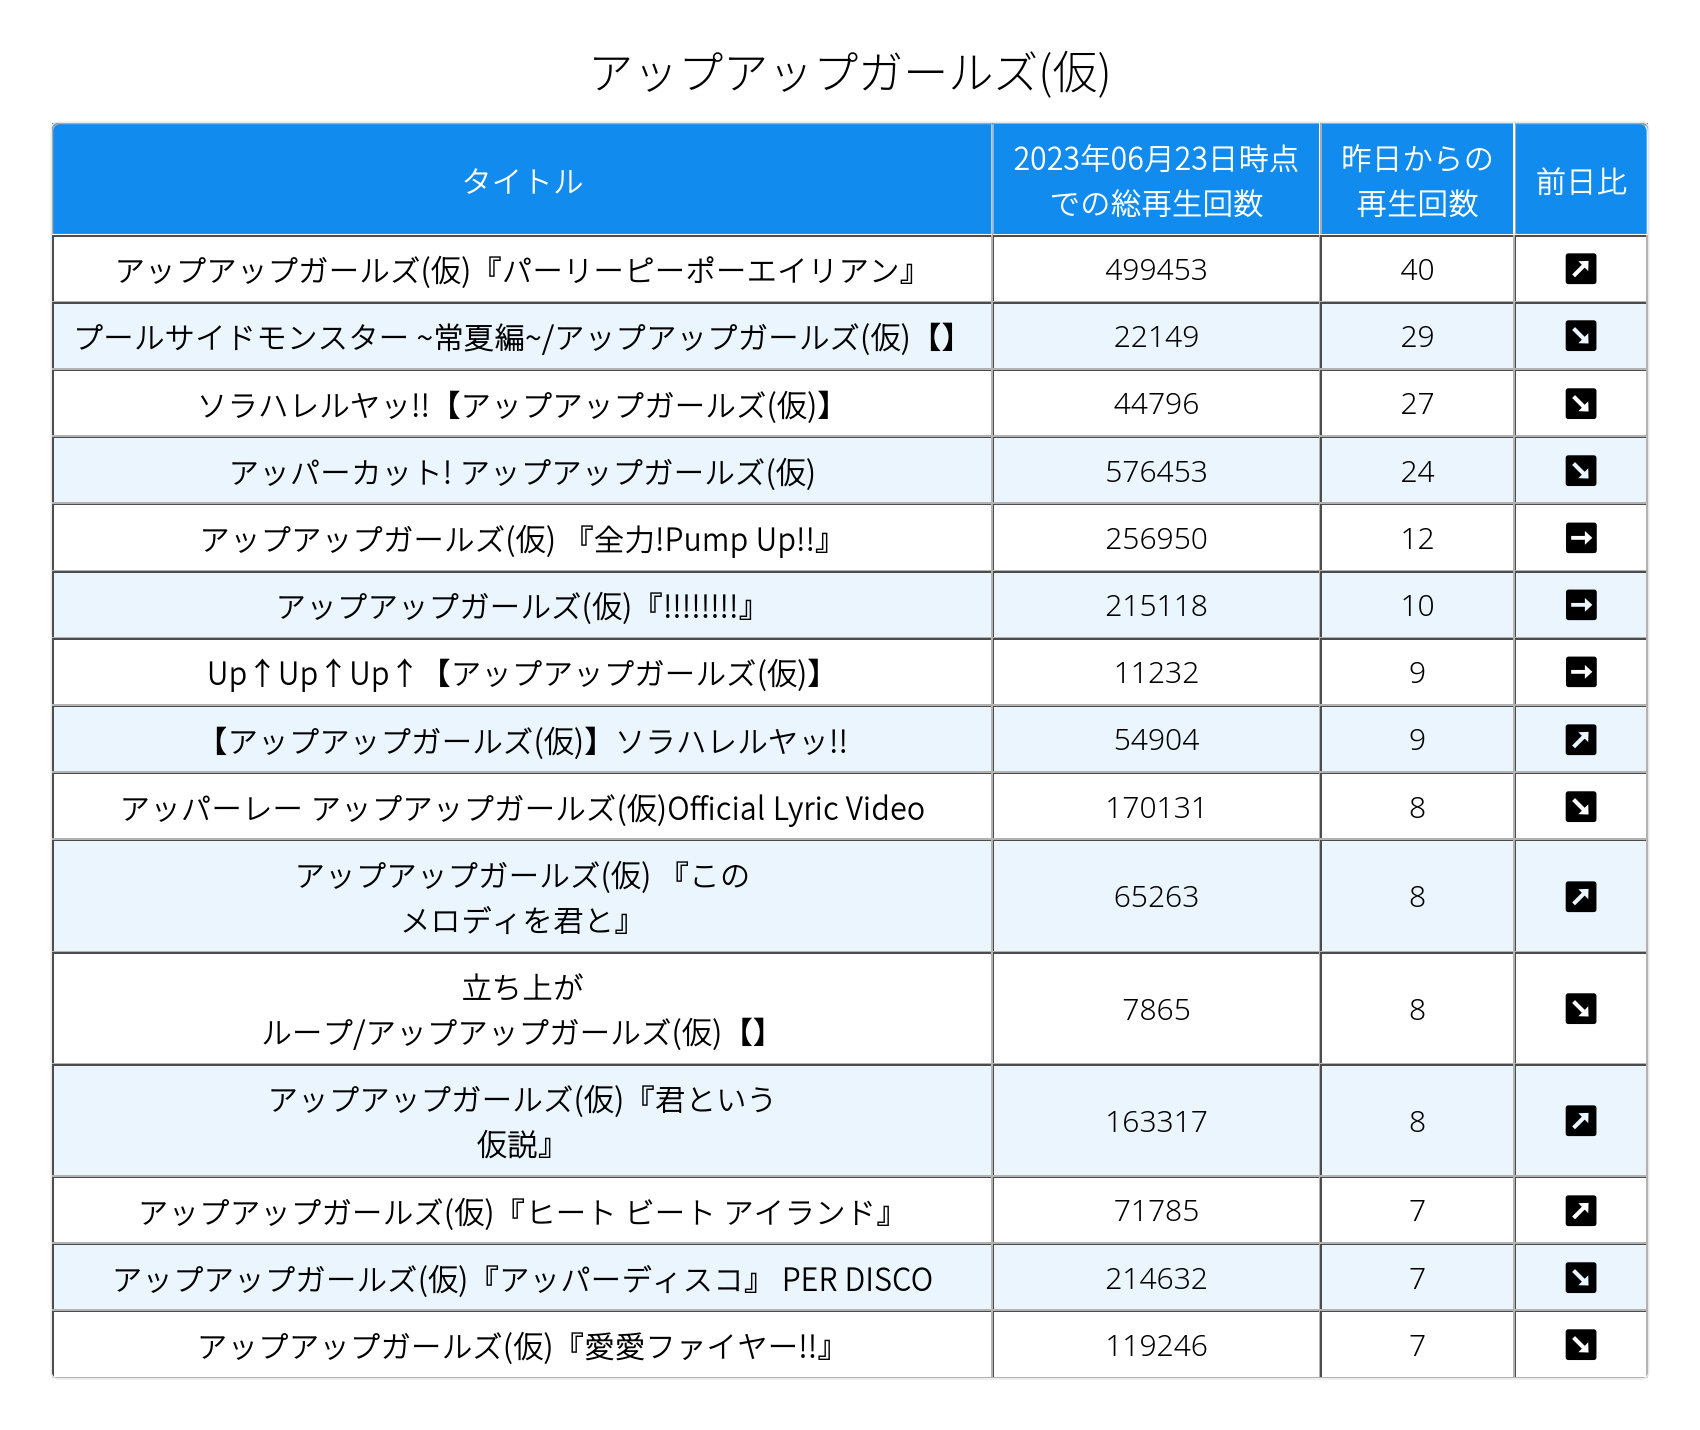 アップアップガールズ(仮)
タイトル 2023年06月23日時点での総再生回数 昨日からの再生回数 前日比
アップアップガールズ(仮)『パーリーピーポーエイリアン』 499453 40 ↗
プールサイドモンスター ~常夏編~/アップアップガールズ(仮)【】 22149 29 ↘
ソラハレルヤッ!!【アップアップガールズ(仮)】 44796 27 ↘
アッパーカット! アップアップガールズ(仮) 576453 24 ↘
アップアップガールズ(仮) 『全力!Pump Up!!』 256950 12 →
アップアップガールズ(仮)『!!!!!!!!』 215118 10 →
Up↑Up↑Up↑【アップアップガールズ(仮)】 11232 9 →
【アップアップガールズ(仮)】ソラハレルヤッ!! 54904 9 ↗
アッパーレー アップアップガールズ(仮)Official Lyric Video 170131 8 ↘
アップアップガールズ(仮) 『この
メロディを君と』 65263 8 ↗
立ち上が
ループ/アップアップガールズ(仮)【】 7865 8 ↘
アップアップガールズ(仮)『君という
仮説』 163317 8 ↗
アップアップガールズ(仮)『ヒート ビート アイランド』 71785 7 ↗
アップアップガールズ(仮)『アッパーディスコ』 PER DISCO 214632 7 ↘
アップアップガールズ(仮)『愛愛ファイヤー!!』 119246 7 ↘